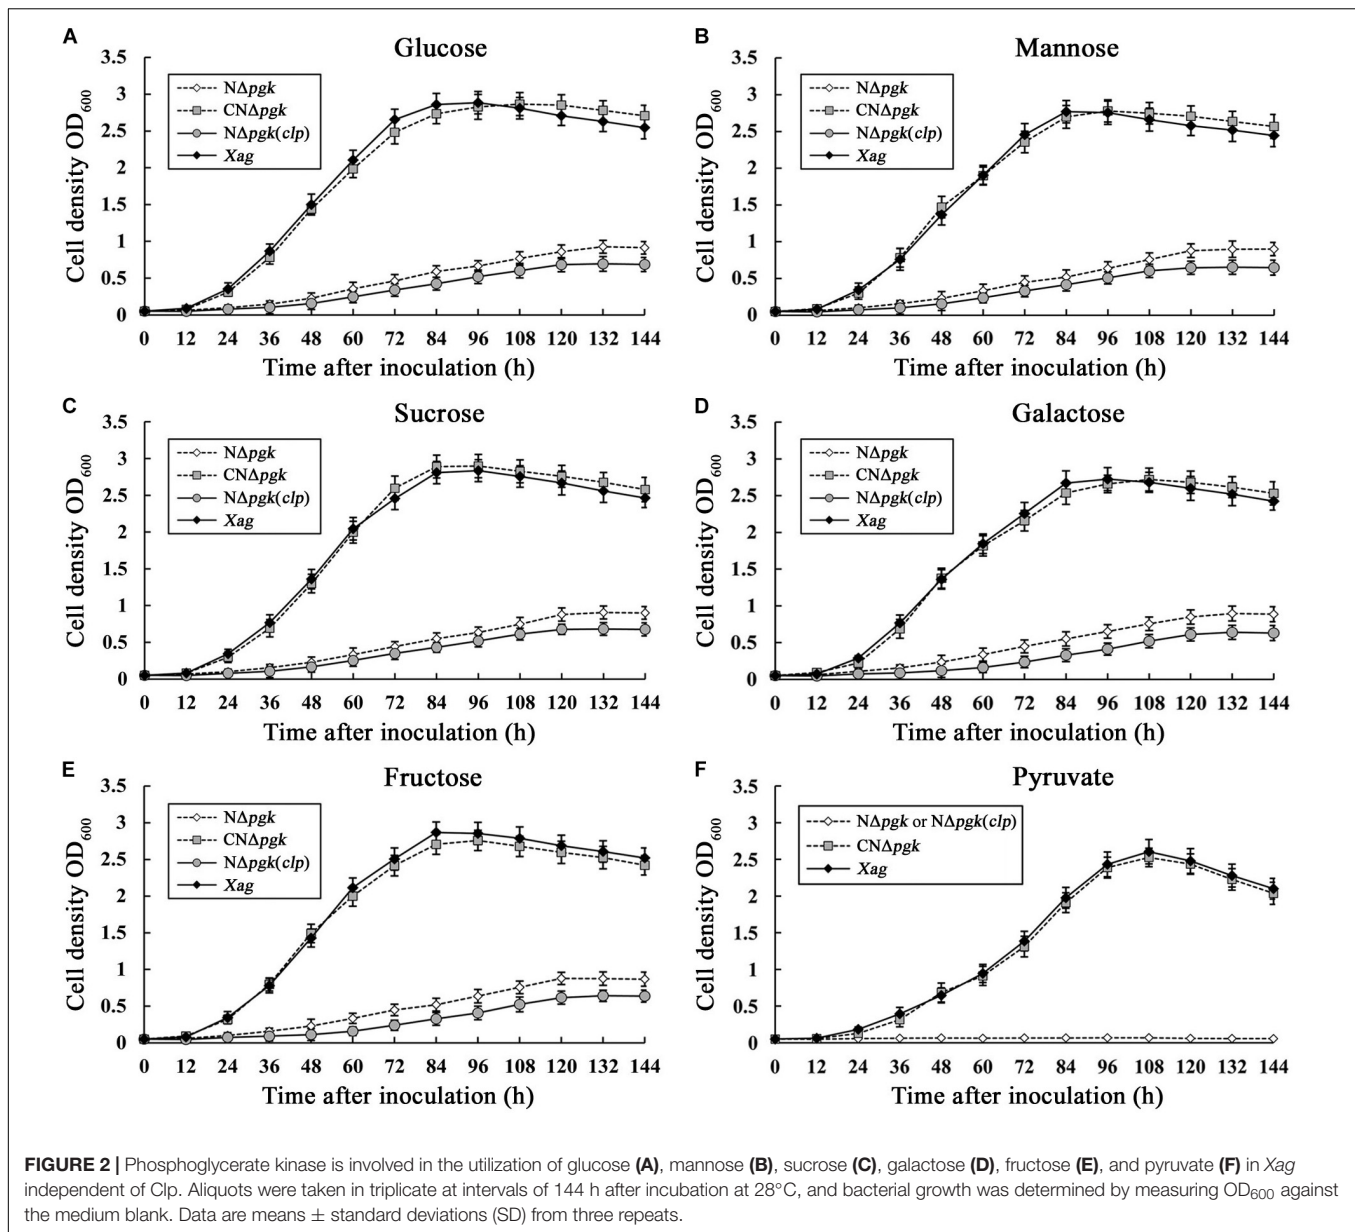 A
Glucose
3.5
3
2.5
2
1.5
1
0.5
0
Cell density OD600
NΔpgk
CNΔpgk
NΔpgk(clp)
Xag
0 12 24 36 48 60 72 84 96 108 120 132 144
Time after inoculation (h)
B
Mannose
3.5
3
2.5
2
1.5
1
0.5
0
Cell density OD600
NΔpgk
CNΔpgk
NΔpgk(clp)
Xag
0 12 24 36 48 60 72 84 96 108 120 132 144
Time after inoculation (h)
C
Sucrose
3.5
3
2.5
2
1.5
1
0.5
0
Cell density OD600
NΔpgk
CNΔpgk
NΔpgk(clp)
Xag
0 12 24 36 48 60 72 84 96 108 120 132 144
Time after inoculation (h)
D
Galactose
3.5
3
2.5
2
1.5
1
0.5
0
Cell density OD600
NΔpgk
CNΔpgk
NΔpgk(clp)
Xag
0 12 24 36 48 60 72 84 96 108 120 132 144
Time after inoculation (h)
E
Fructose
3.5
3
2.5
2
1.5
1
0.5
0
Cell density OD600
NΔpgk
CNΔpgk
NΔpgk(clp)
Xag
0 12 24 36 48 60 72 84 96 108 120 132 144
Time after inoculation (h)
F
Pyruvate
3.5
3
2.5
2
1.5
1
0.5
0
Cell density OD600
NΔpgk or NΔpgk(clp)
CNΔpgk
Xag
0 12 24 36 48 60 72 84 96 108 120 132 144
Time after inoculation (h)
FIGURE 2 | Phosphoglycerate kinase is involved in the utilization of glucose (A), mannose (B), sucrose (C), galactose (D), fructose (E), and pyruvate (F) in Xag
independent of Clp. Aliquots were taken in triplicate at intervals of 144 h after incubation at 28°C, and bacterial growth was determined by measuring OD600 against
the medium blank. Data are means ± standard deviations (SD) from three repeats.